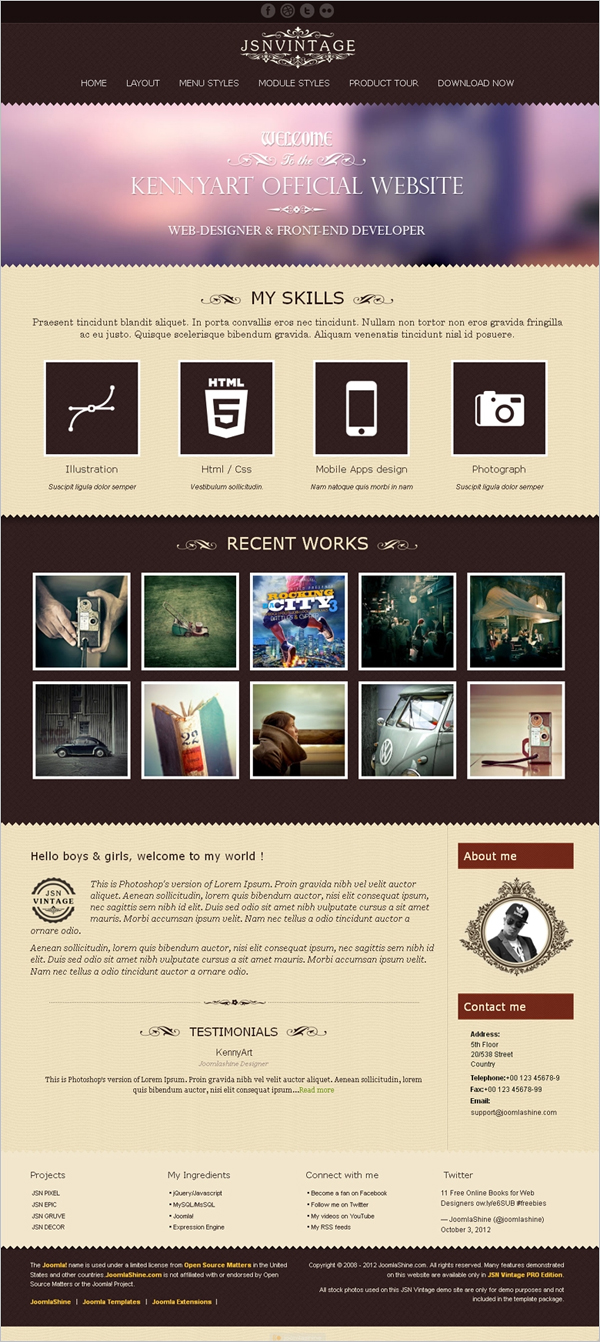 JSNVINTAGE
HOME LAYOUT MENU STYLES MODULE STYLES PRODUCT TOUR DOWNLOAD NOW
WELCOME
To the
KENNYART OFFICIAL WEBSITE
WEB-DESIGNER & FRONT-END DEVELOPER
MY SKILLS
Praesent tincidunt blandit aliquet. In porta convallis eros nec tincidunt. Nullam non tortor non eros gravida fringilla
ac eu justo. Quisque scelerisque bibendum gravida. Aliquam venenatis tincidunt nisl id posuere.
HTML
5
Illustration
Suscipit ligula dolor semper
Html / Css
Vestibulum sollicitudin.
Mobile Apps design
Nam natoque quis morbi in nam
Photograph
Suscipit ligula dolor semper
RECENT WORKS
ROCKING
CITY 3
22
Hello boys & girls, welcome to my world !
JSN
VINTAGE
This is Photoshop's version of Lorem Ipsum. Proin gravida nibh vel velit auctor
aliquet. Aenean sollicitudin, lorem quis bibendum auctor, nisi elit consequat ipsum,
nec sagittis sem nibh id elit. Duis sed odio sit amet nibh vulputate cursus a sit amet
mauris. Morbi accumsan ipsum velit. Nam nec tellus a odio tincidunt auctor a
ornare odio.
Aenean sollicitudin, lorem quis bibendum auctor, nisi elit consequat ipsum, nec sagittis sem nibh id
elit. Duis sed odio sit amet nibh vulputate cursus a sit amet mauris. Morbi accumsan ipsum velit.
Nam nec tellus a odio tincidunt auctor a ornare odio.
TESTIMONIALS
KennyArt
Joomlashine Designer
This is Photoshop's version of Lorem Ipsum. Proin gravida nibh vel velit auctor aliquet. Aenean sollicitudin, lorem
quis bibendum auctor, nisi elit consequat ipsum...Read more
About me
Contact me
Address:
5th Floor
20/538 Street
Country
Telephone:+00 123 45678-9
Fax:+00 123 45678-99
Email:
support@joomlashine.com
Projects
JSN PIXEL
JSN EPIC
JSN GRUVE
JSN DECOR
My Ingredients
• jQuery/Javascript
• MySQL/MsSQL
• Joomla!
• Expression Engine
Connect with me
• Become a fan on Facebook
• Follow me on Twitter
• My videos on YouTube
• My RSS feeds
Twitter
11 Free Online Books for Web
Designers ow.ly/e6SUB #freebies
— JoomlaShine (@joomlashine)
October 3, 2012
The Joomla! name is used under a limited license from Open Source Matters in the United
States and other countries.JoomlaShine.com is not affiliated with or endorsed by Open
Source Matters or the Joomla! Project.
JoomlaShine | Joomla Templates | Joomla Extensions |
Copyright © 2008 - 2012 JoomlaShine.com. All rights reserved. Many features demonstrated
on this website are available only in JSN Vintage PRO Edition.
All stock photos used on this JSN Vintage demo site are only for demo purposes and not
included in the template package.